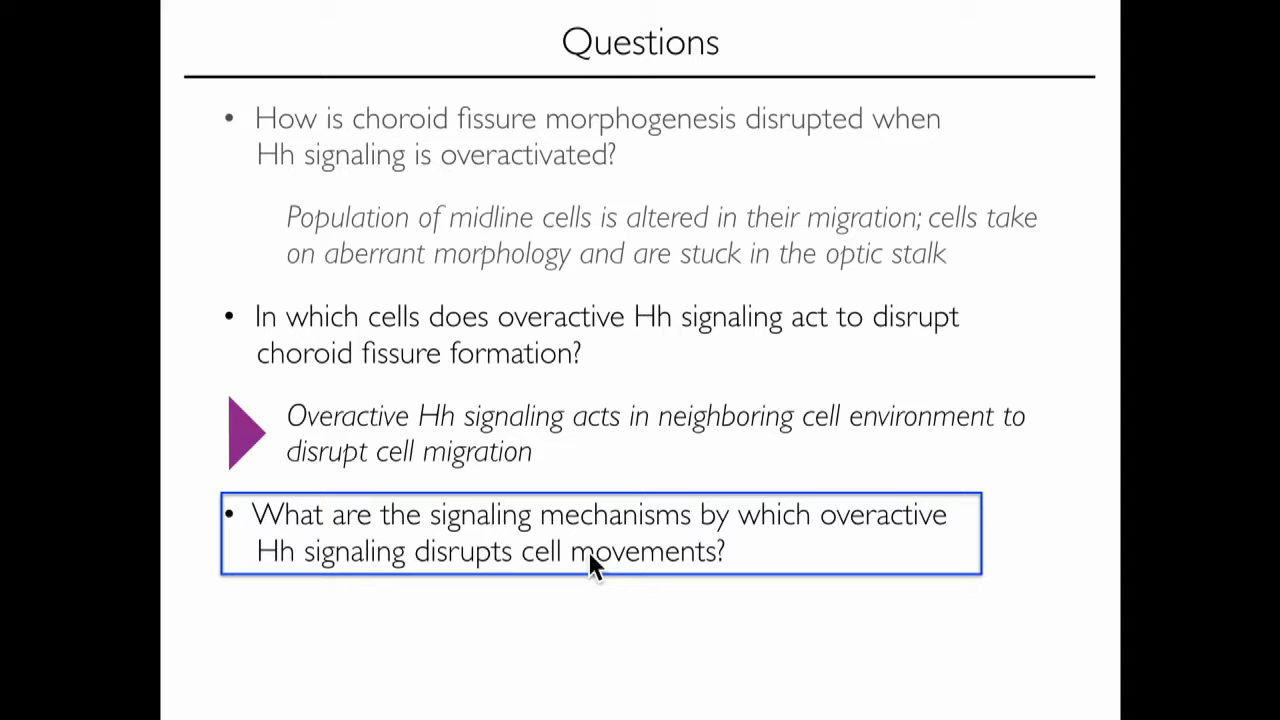 Questions
• How is choroid fissure morphogenesis disrupted when
Hh signaling is overactivated?
Population of midline cells is altered in their migration; cells take
on aberrant morphology and are stuck in the optic stalk
• In which cells does overactive Hh signaling act to disrupt
choroid fissure formation?
Overactive Hh signaling acts in neighboring cell environment to
disrupt cell migration
• What are the signaling mechanisms by which overactive
Hh signaling disrupts cell movements?